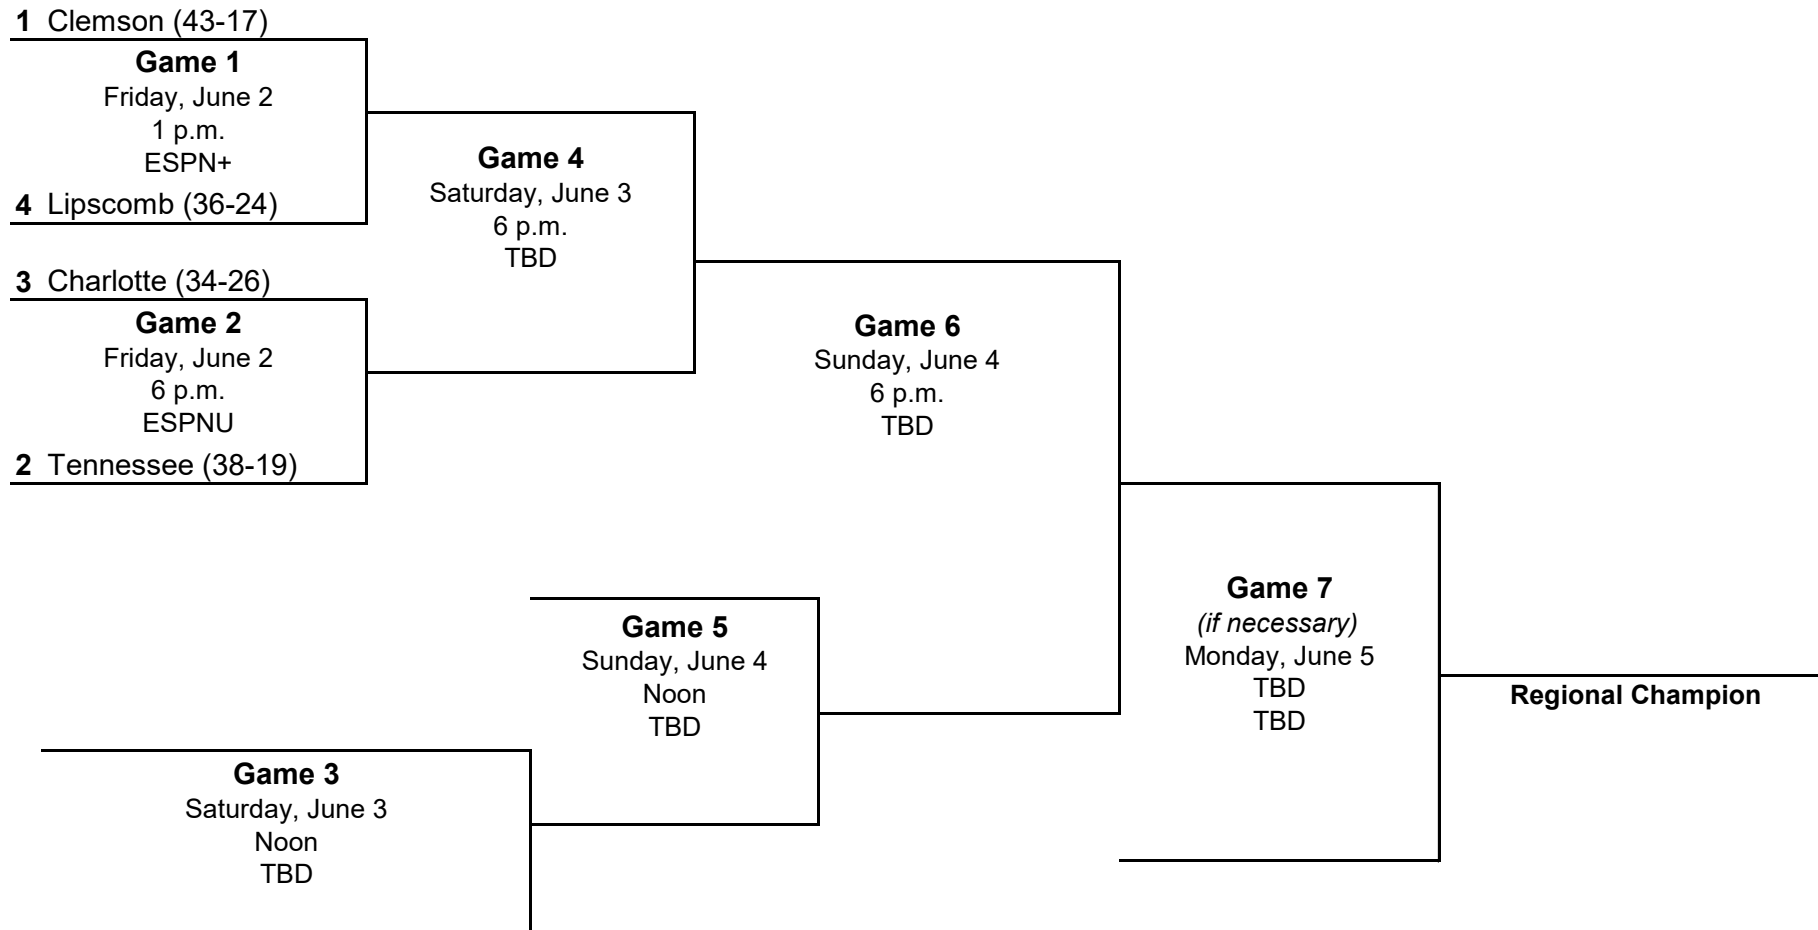 1 Clemson (43-17)
Game 1
Friday, June 2
1 p.m.
ESPN+
4 Lipscomb (36-24)
3 Charlotte (34-26)
Game 2
Friday, June 2
6 p.m.
ESPNU
2 Tennessee (38-19)
Game 4
Saturday, June 3
6 p.m.
TBD
Game 6
Sunday, June 4
6 p.m.
TBD
Game 5
Sunday, June 4
Noon
TBD
Game 3
Saturday, June 3
Noon
TBD
Game 7
(if necessary)
Monday, June 5
TBD
TBD
Regional Champion